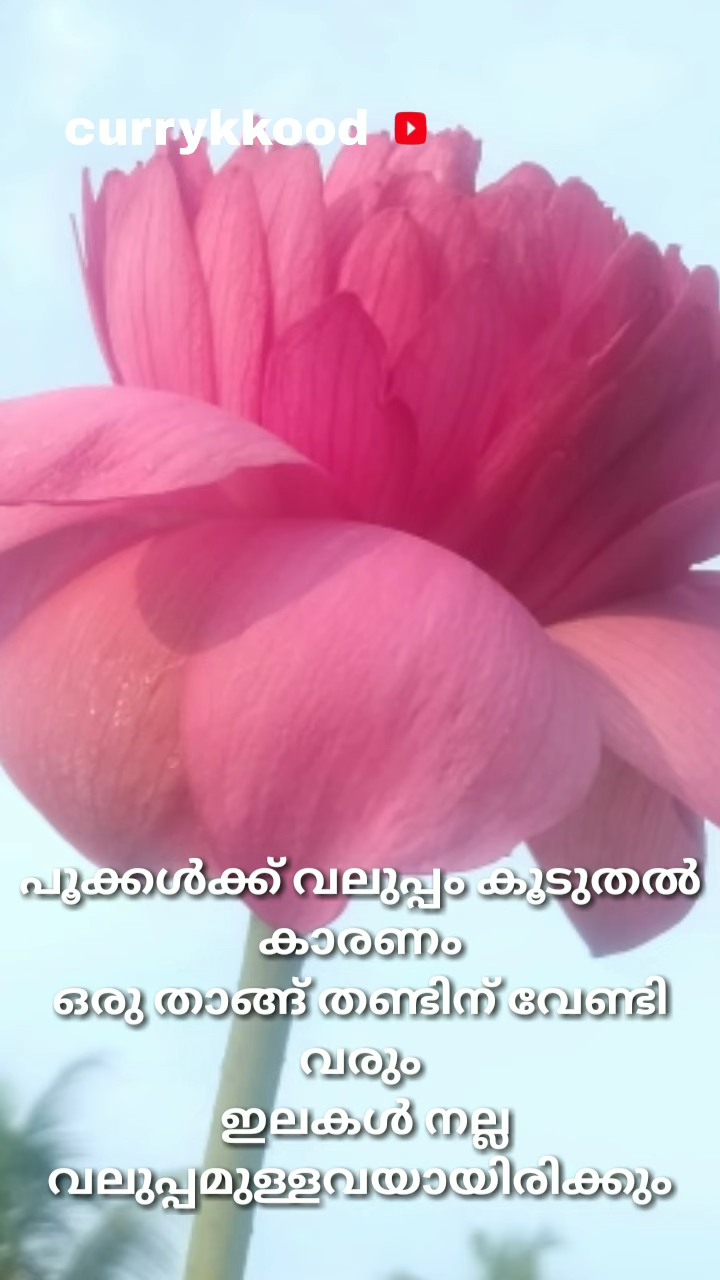 currykkood
പൂക്കൾക്ക് വലുപ്പം കൂടുതൽ
കാരണം
ഒരു താങ്ങ് തണ്ടിന് വേണ്ടി
വരും
ഇലകൾ നല്ല
വലുപ്പമുള്ളവയായിരിക്കും